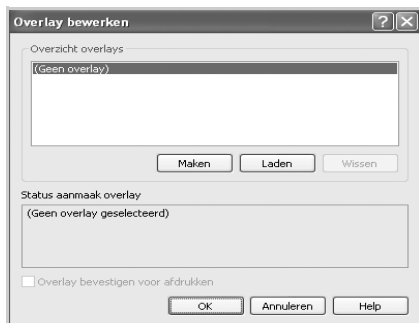 Overlay bewerken
Overzicht overlays
(Geen overlay)
Maken Laden Wissen
Status aanmaak overlay
(Geen overlay geselecteerd)
Overlay bevestigen voor afdrukken
OK Annuleren Help